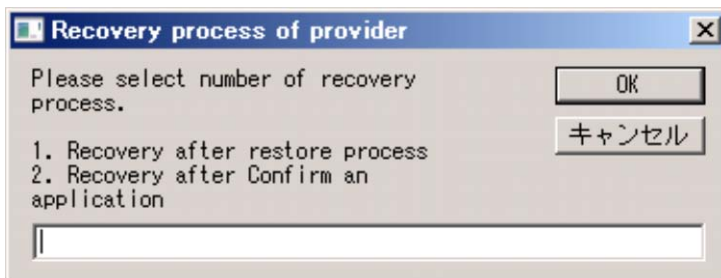 Recovery process of provider
Please select number of recovery
process.
OK
キャンセル
1. Recovery after restore process
2. Recovery after Confirm an
application